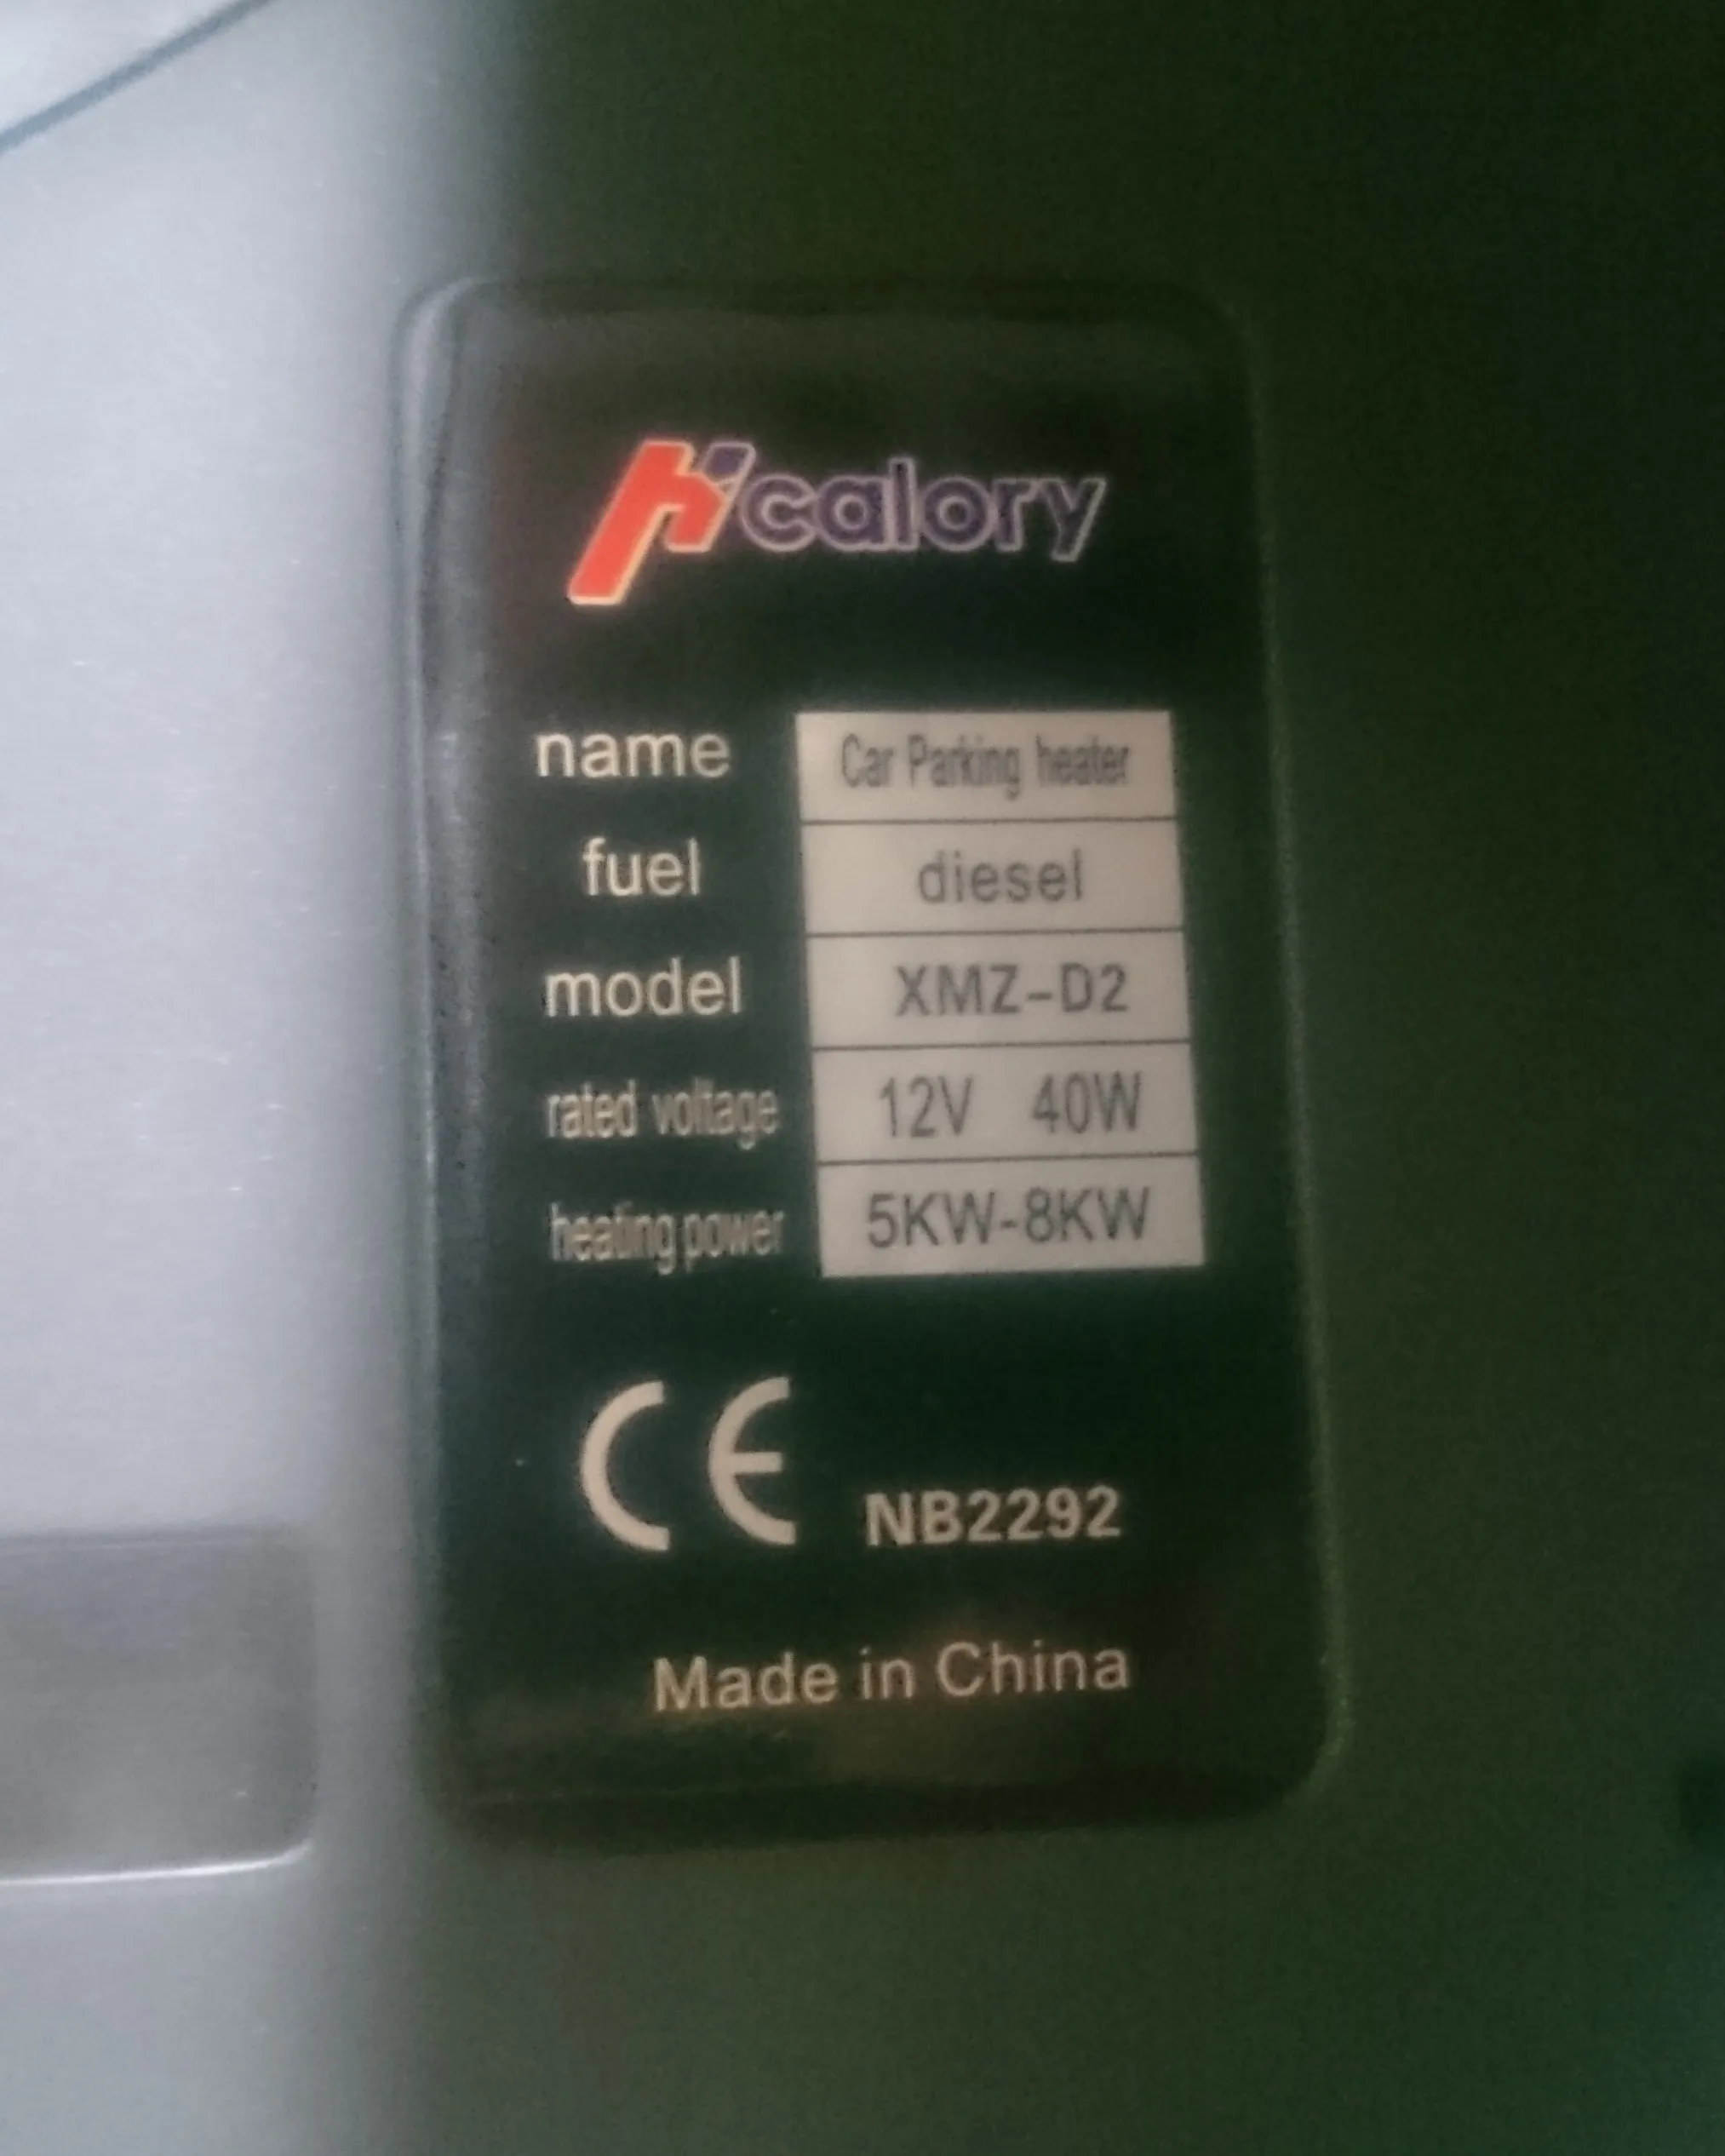 Hcalory
name Car Parking heater
fuel diesel
model XMZ-D2
rated voltage 12V 40W
heating power 5KW-8KW
CE NB2292
Made in China